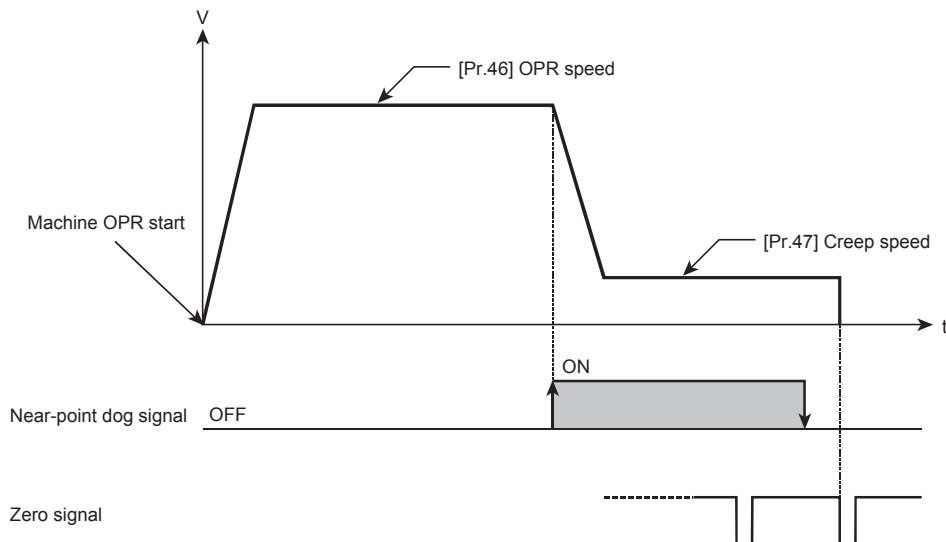 V
[Pr.46] OPR speed
Machine OPR start
[Pr.47] Creep speed
t
ON
Near-point dog signal OFF
Zero signal